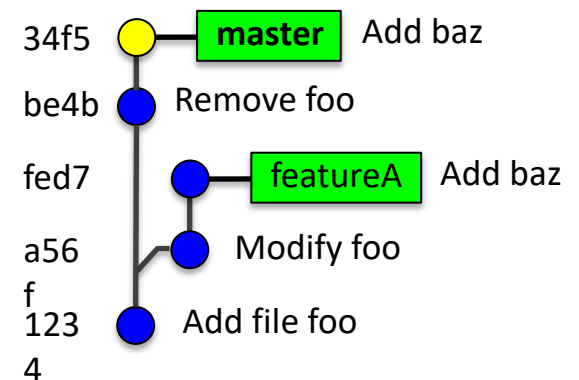 34f5 master Add baz
be4b Remove foo
fed7 featureA Add baz
a56
f Modify foo
123
4 Add file foo